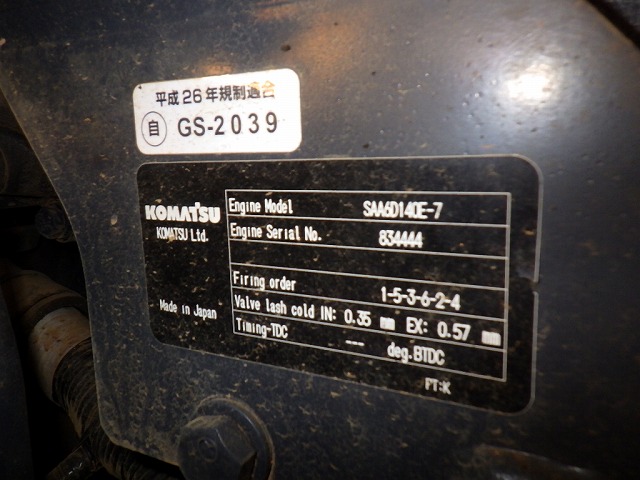 平成26年規制適合
自 GS-2039
KOMATSU
KOMATSU Ltd.
Made in Japan
Engine Model SAA6D140E-7
Engine Serial No. 834444
Firing order 1-5-3-6-2-4
Valve lash cold IN: 0.35 mm EX: 0.57 mm
Timing-TDC --- deg.BTDC
PT:K